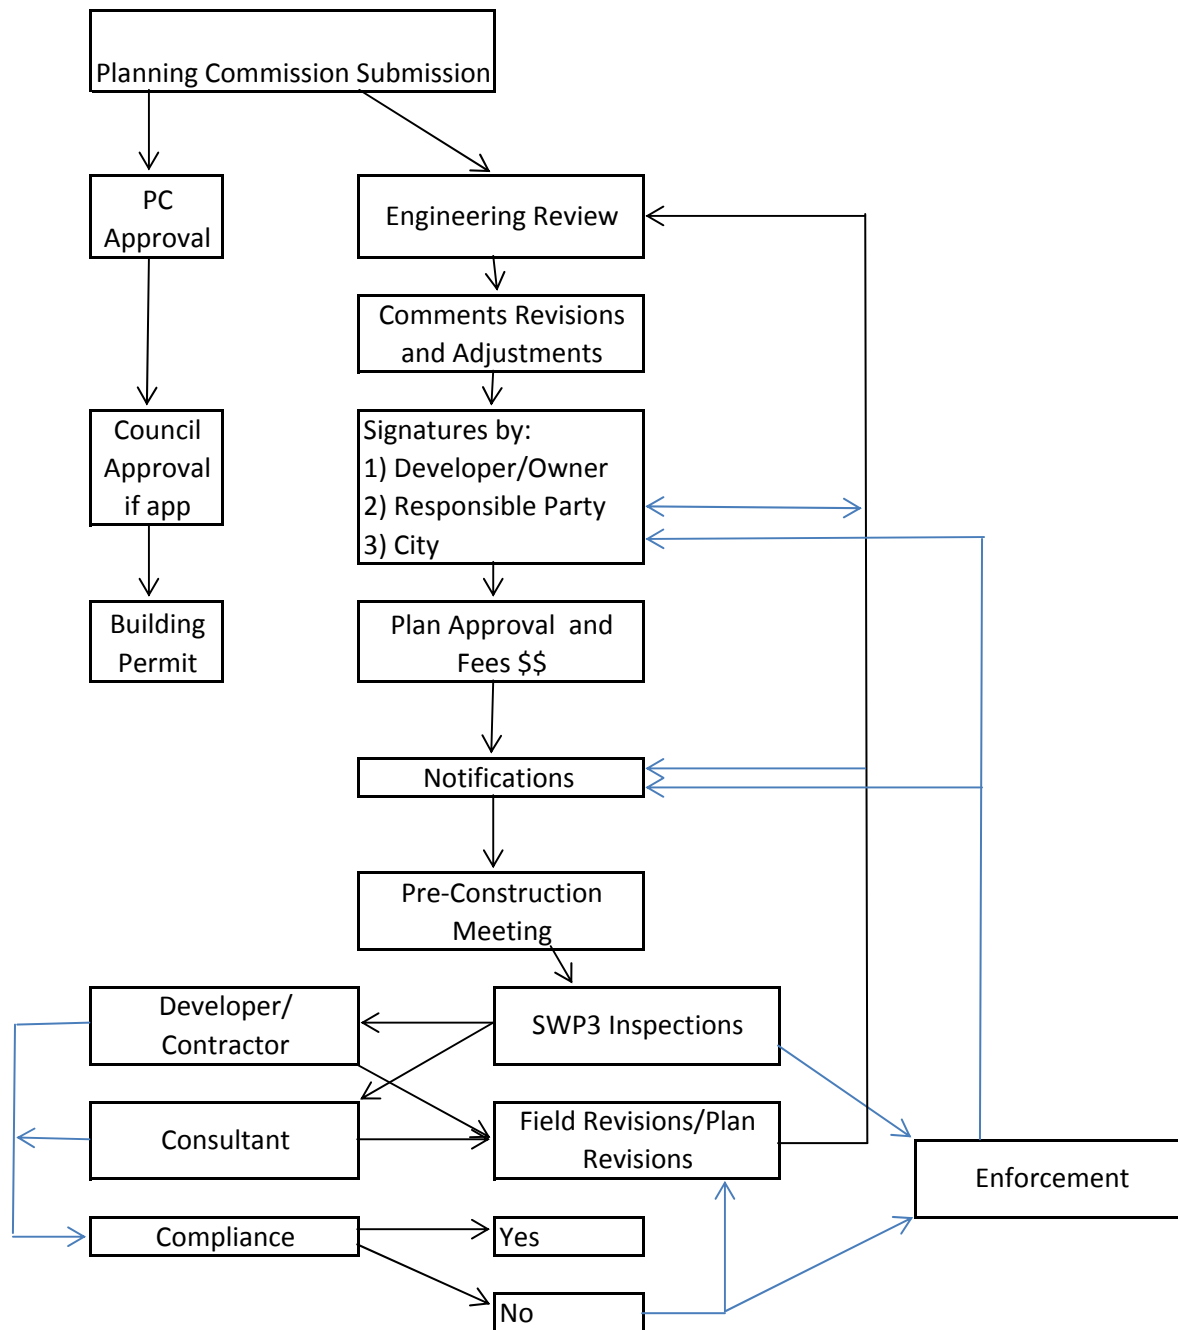 Planning Commission Submission
PC
Approval
Engineering Review
Comments Revisions
and Adjustments
Council
Approval
if app
Signatures by:
1) Developer/Owner
2) Responsible Party
3) City
Building
Permit
Plan Approval and
Fees $$
Notifications
Pre-Construction
Meeting
Developer/
Contractor
SWP3 Inspections
Consultant
Field Revisions/Plan
Revisions
Enforcement
Compliance
Yes
No